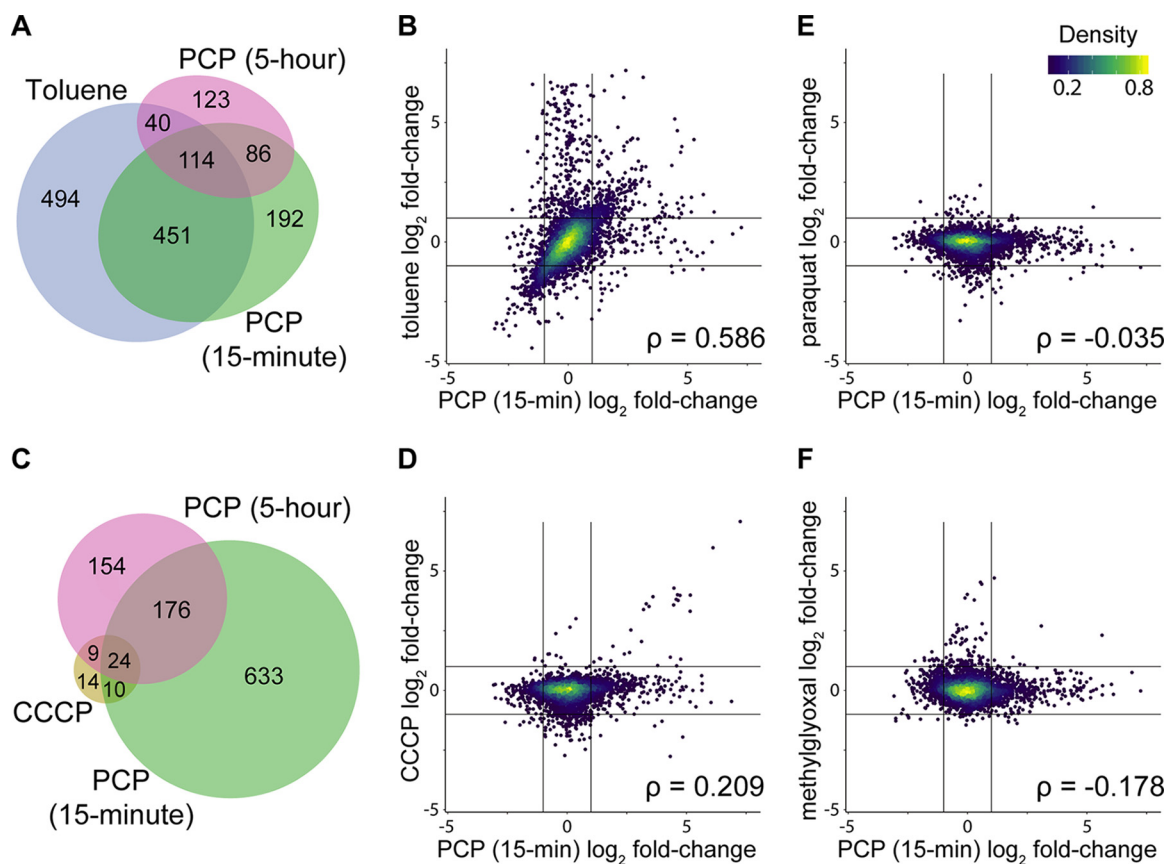 A
PCP (5-hour)
Toluene
123
40
114
86
494
451
192
PCP
(15-minute)
B
toluene log2 fold-change
5
0
-5
-5
0
5
PCP (15-min) log2 fold-change
ρ = 0.586
E
Density
0.2
0.8
paraquat log2 fold-change
5
0
-5
-5
0
5
PCP (15-min) log2 fold-change
ρ = -0.035
C
PCP (5-hour)
154
176
9
24
14
10
633
CCCP
PCP
(15-minute)
D
CCCP log2 fold-change
5
0
-5
-5
0
5
PCP (15-min) log2 fold-change
ρ = 0.209
F
methylglyoxal log2 fold-change
5
0
-5
-5
0
5
PCP (15-min) log2 fold-change
ρ = -0.178